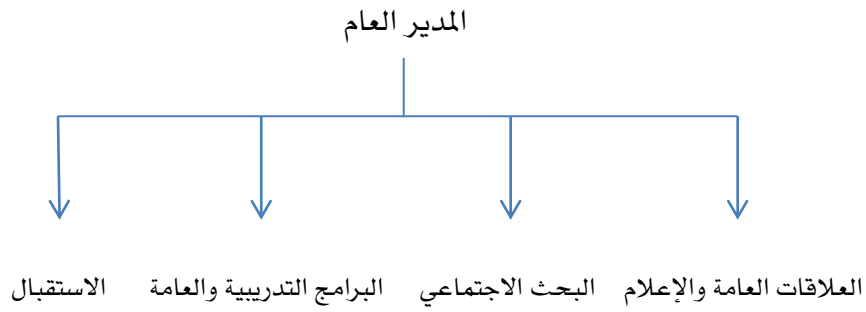 المدير العام
العلاقات العامة والإعلام البحث الاجتماعي البرامج التدريبية والعامة الاستقبال